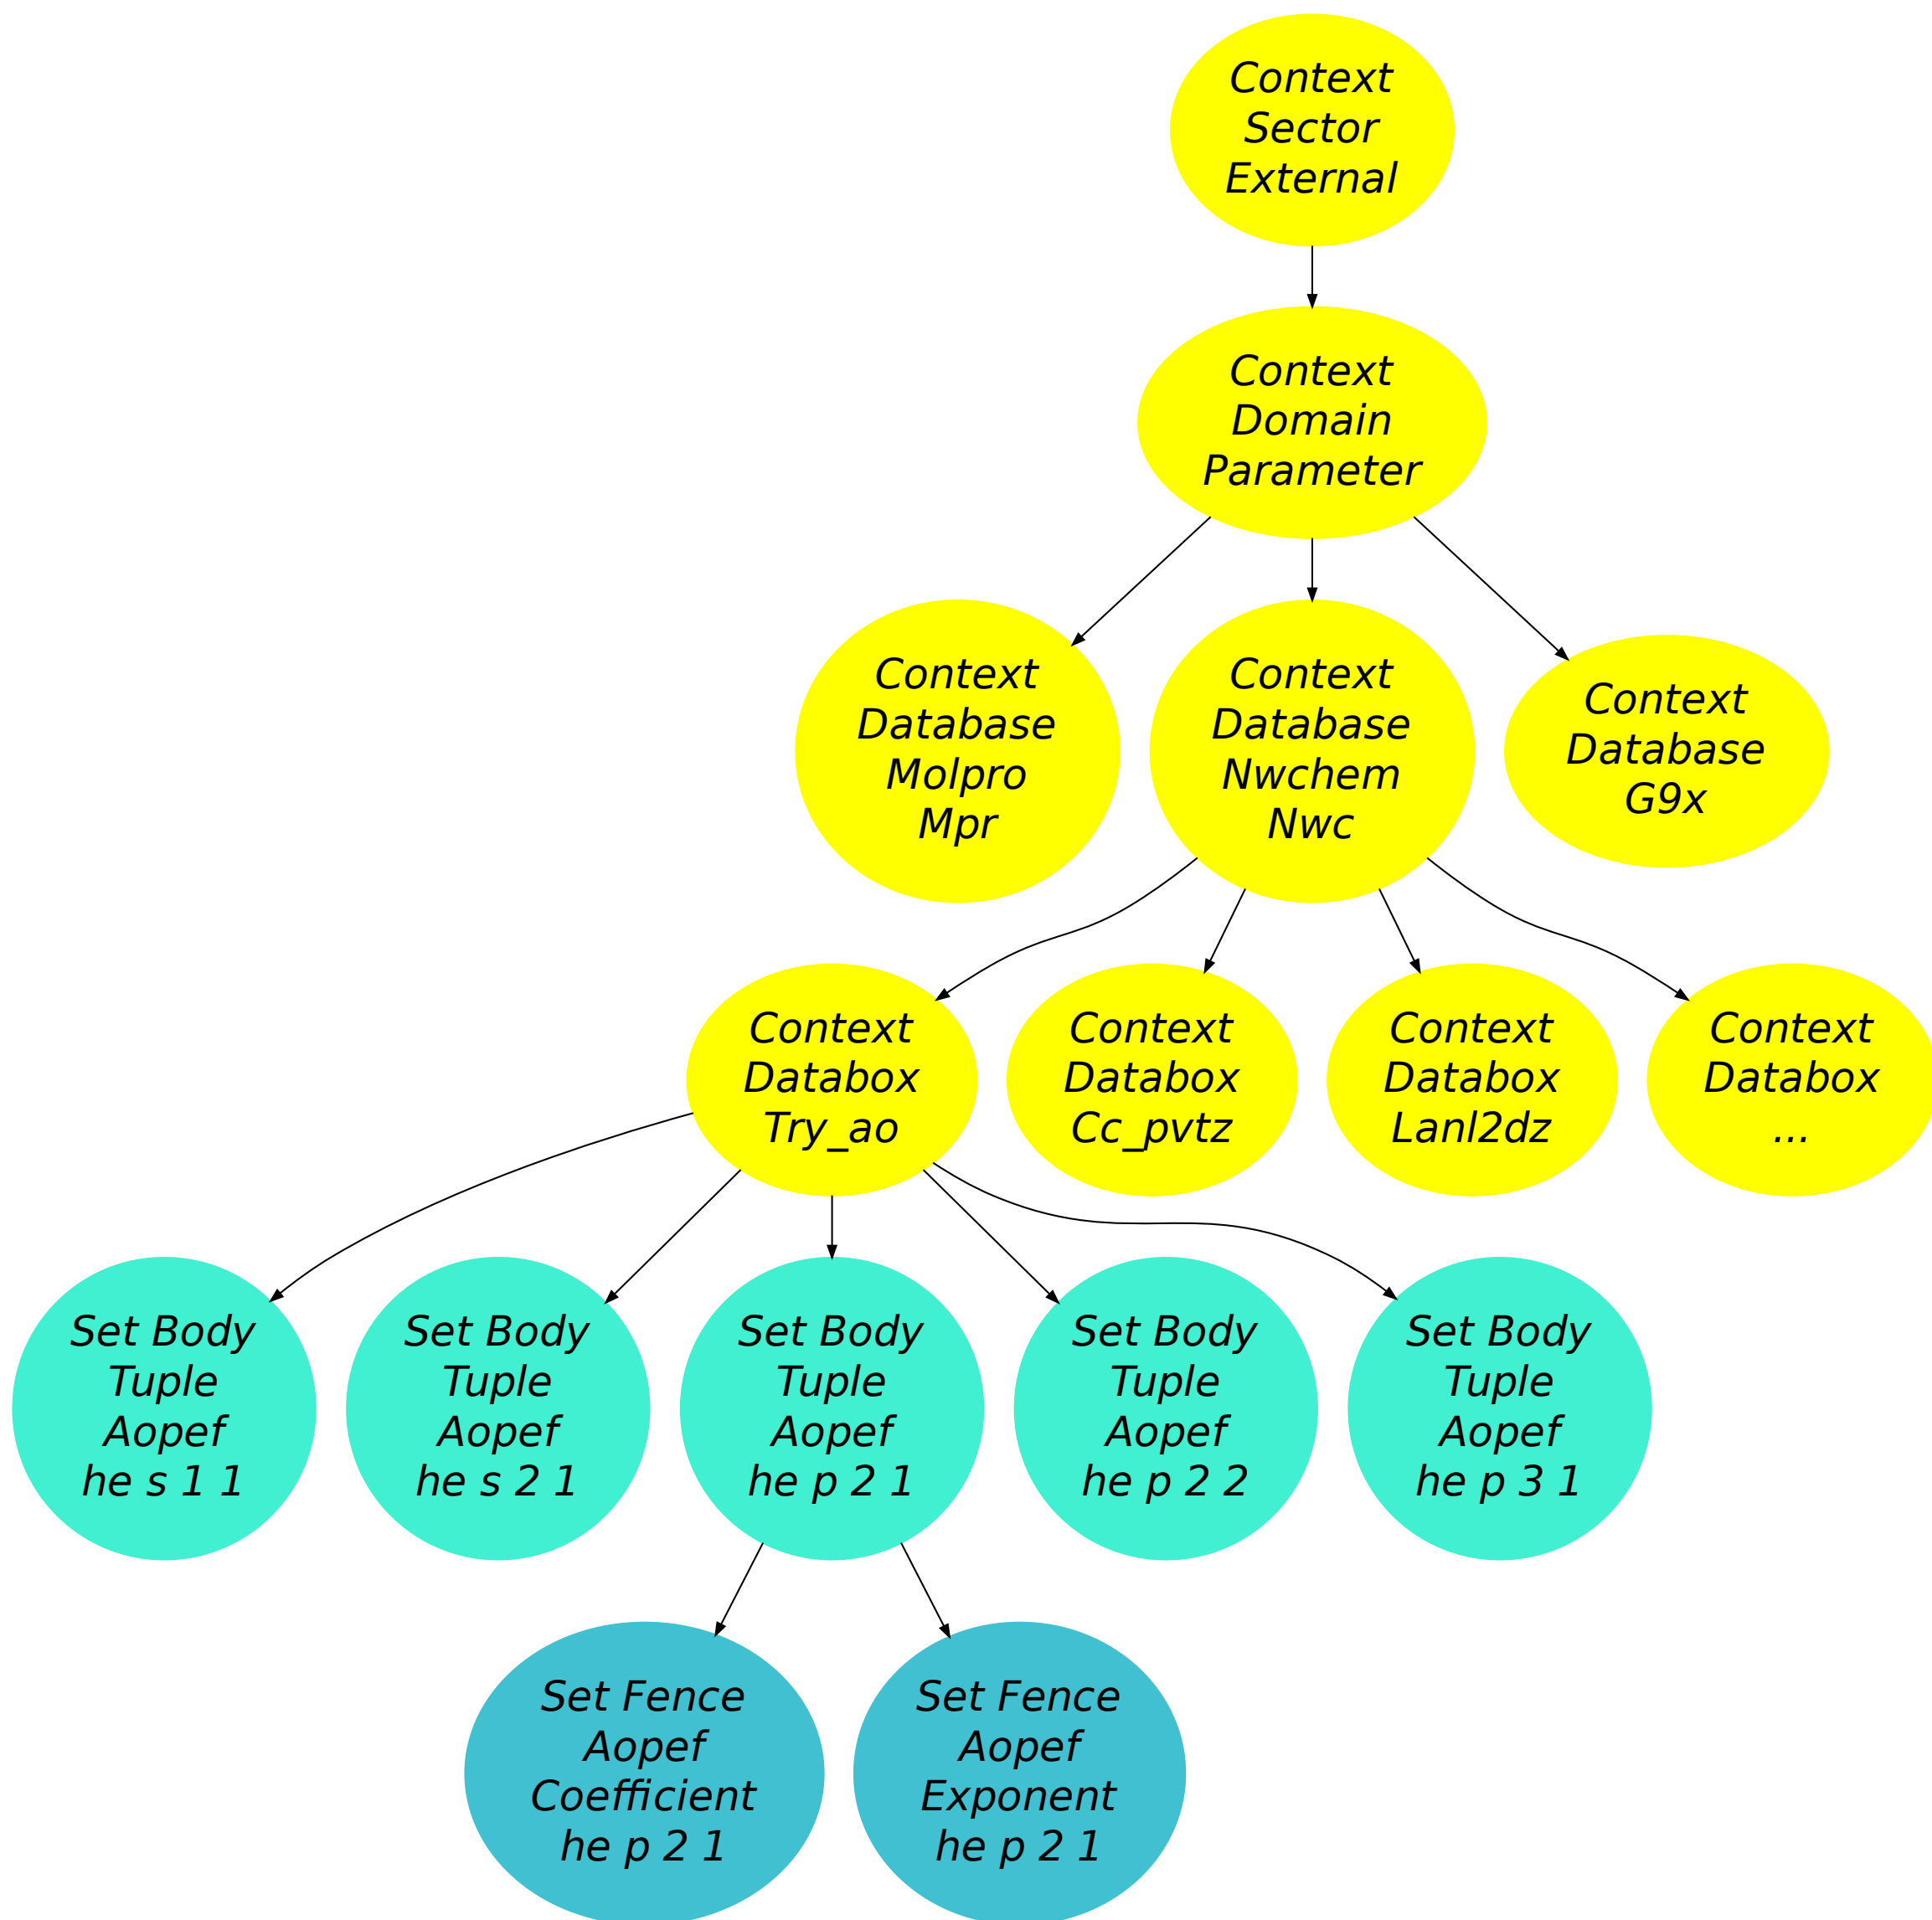 Context
Sector
External
Context
Domain
Parameter
Context
Database
Molpro
Mpr
Context
Database
Nwchem
Nwc
Context
Database
G9x
Context
Databox
Try_ao
Context
Databox
Cc_pvtz
Context
Databox
Lanl2dz
Context
Databox
...
Set Body
Tuple
Aopef
he s 1 1
Set Body
Tuple
Aopef
he s 2 1
Set Body
Tuple
Aopef
he p 2 1
Set Body
Tuple
Aopef
he p 2 2
Set Body
Tuple
Aopef
he p 3 1
Set Fence
Aopef
Coefficient
he p 2 1
Set Fence
Aopef
Exponent
he p 2 1